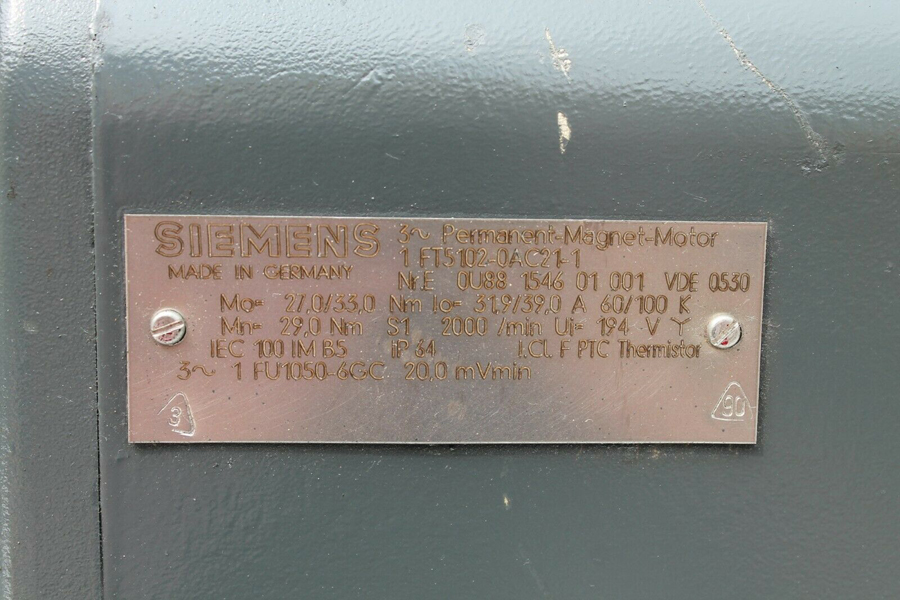 SIEMENS 3~ Permanent-Magnet-Motor
1 FT5102-0AC21-1
MADE IN GERMANY Nr.E 0U88 1546 01 001 VDE 0530
Mo= 27,0/33,0 Nm Io= 31,9/39,0 A 60/100 K
Mn= 29,0 Nm S1 2000 /min Ui= 194 V Y
IEC 100 IM B5 IP 64 I.Cl. F PTC Thermistor
3~ 1 FU1050-6GC 20,0 mVmin
3 90